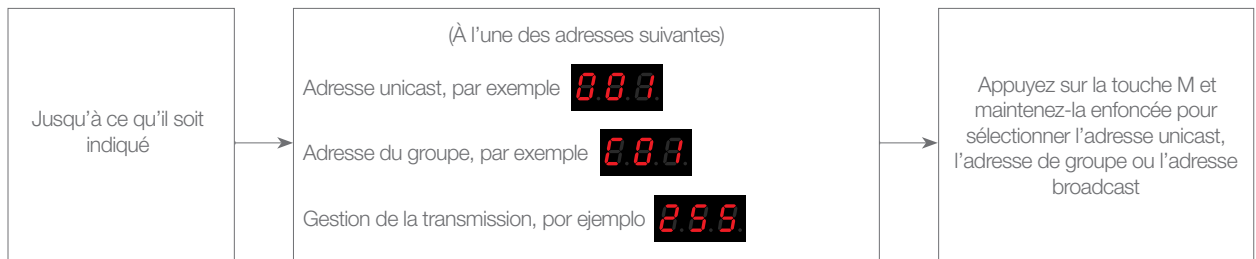 Jusqu'à ce qu'il soit
indiqué
(À l'une des adresses suivantes)
Adresse unicast, par exemple 001
Adresse du groupe, par exemple C01
Gestion de la transmission, por ejemplo 255
Appuyez sur la touche M et
maintenez-la enfoncée pour
sélectionner l'adresse unicast,
l'adresse de groupe ou l'adresse
broadcast